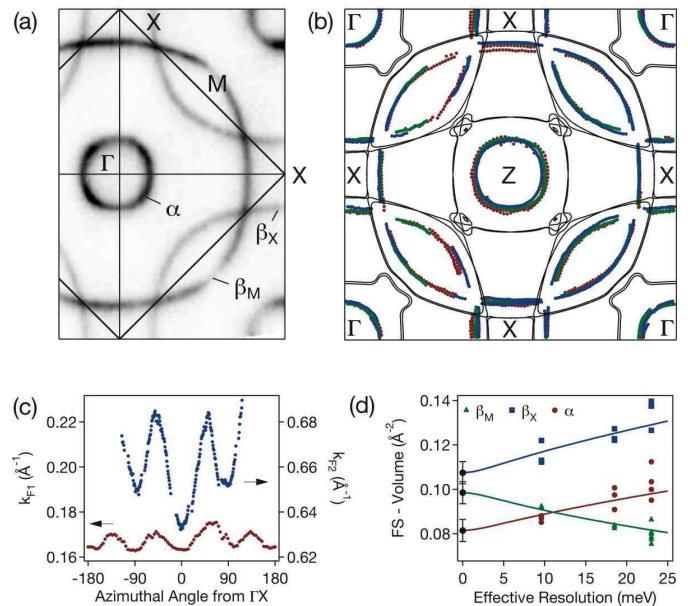 (a)
X
M
Γ
X
α
βX
βM
(b)
Γ X Γ
X Z X
Γ X Γ
(c)
0.22
0.20
0.18
0.16
kF1 (Å-1)
0.68
0.66
0.64
0.62
kF2 (Å-1)
-180 -90 0 90 180
Azimuthal Angle from ΓX
(d)
βM βX α
0.14
0.12
0.10
0.08
FS - Volume (Å-2)
0 5 10 15 20 25
Effective Resolution (meV)